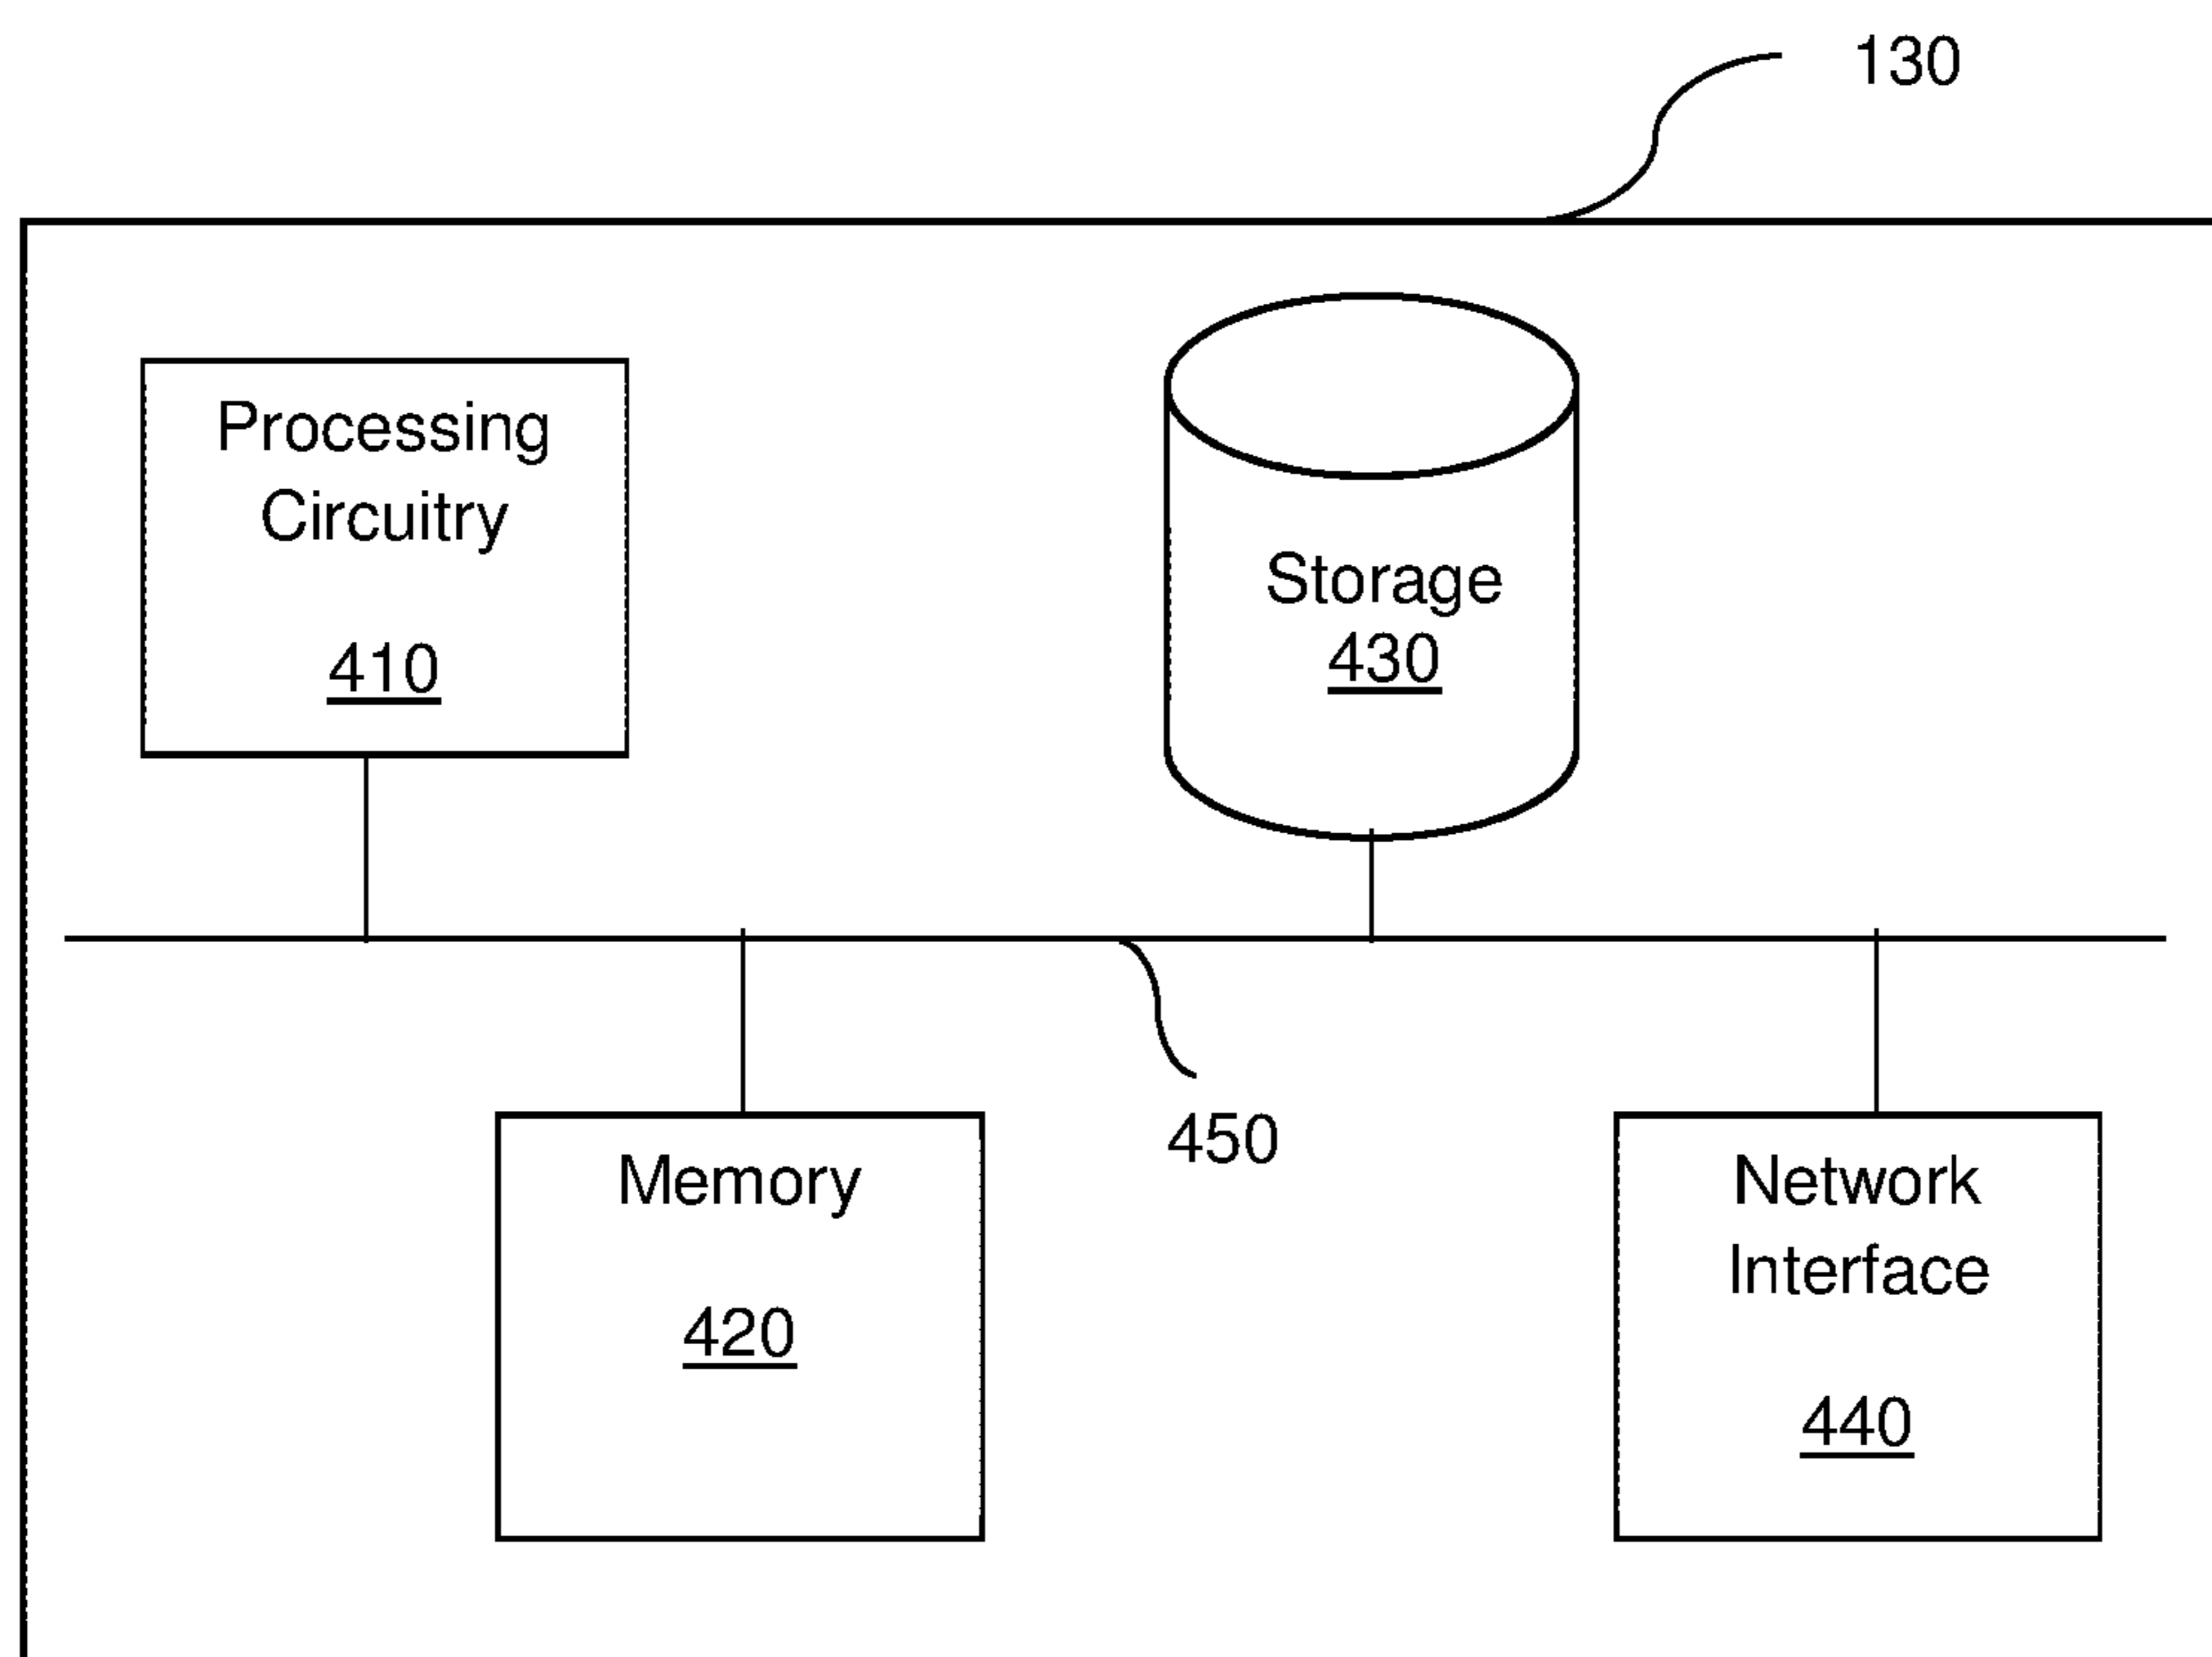 130
Processing
Circuitry
410
Storage
430
450
Memory
420
Network
Interface
440